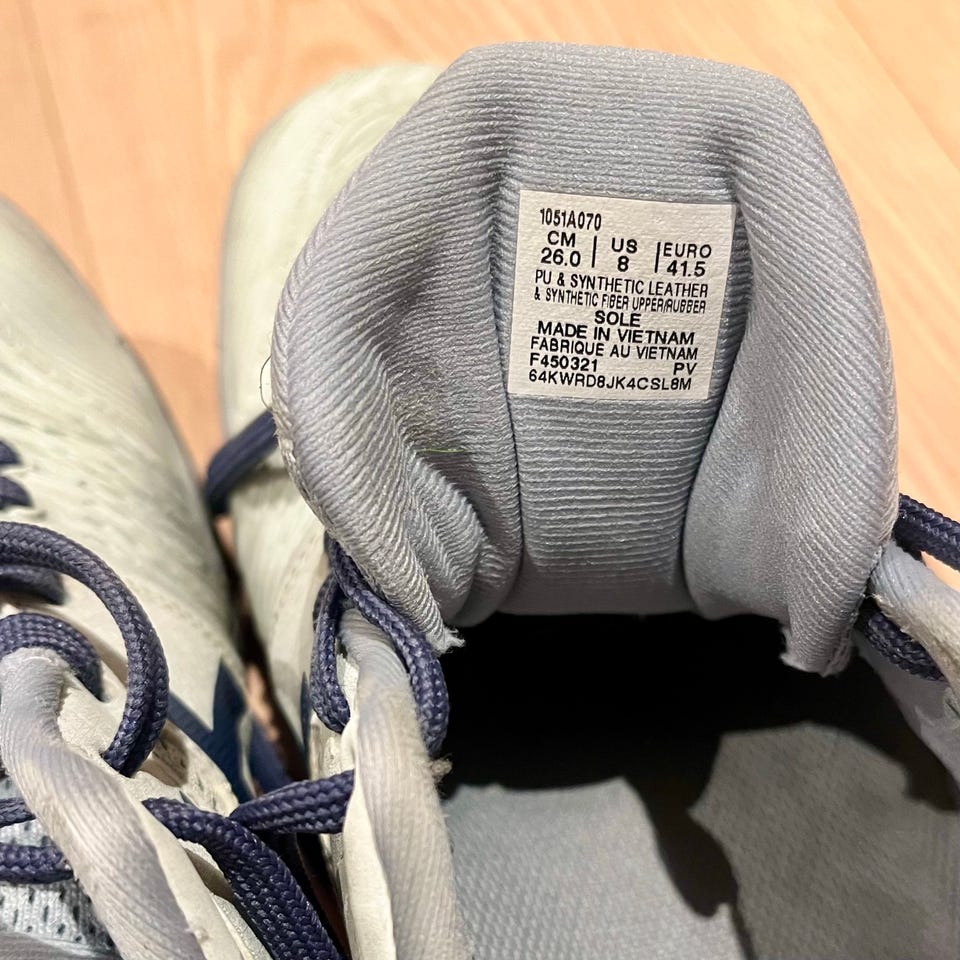 1051A070
CM | US | EURO
26.0 | 8 | 41.5
PU & SYNTHETIC LEATHER
& SYNTHETIC FIBER UPPER/RUBBER
SOLE
MADE IN VIETNAM
FABRIQUE AU VIETNAM
F450321 PV
64KWRD8JK4CSL8M